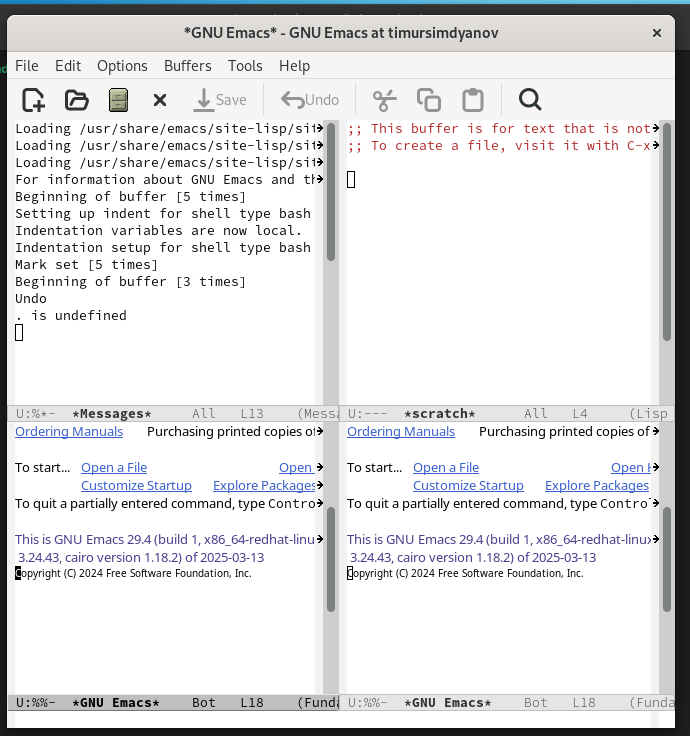 *GNU Emacs* - GNU Emacs at timursimdyanov
File Edit Options Buffers Tools Help
Save Undo
Loading /usr/share/emacs/site-lisp/sit
Loading /usr/share/emacs/site-lisp/sit
Loading /usr/share/emacs/site-lisp/sit
For information about GNU Emacs and th
Beginning of buffer [5 times]
Setting up indent for shell type bash
Indentation variables are now local.
Indentation setup for shell type bash
Mark set [5 times]
Beginning of buffer [3 times]
Undo
. is undefined
U:%*- *Messages* All L13 (Messa
;; This buffer is for text that is not
;; To create a file, visit it with C-x
U:--- *scratch* All L4 (Lisp
Ordering Manuals Purchasing printed copies of
To start... Open a File Open
Customize Startup Explore Packages
To quit a partially entered command, type Contro
This is GNU Emacs 29.4 (build 1, x86_64-redhat-linu
3.24.43, cairo version 1.18.2) of 2025-03-13
Copyright (C) 2024 Free Software Foundation, Inc.
U:%%- *GNU Emacs* Bot L18 (Funda
Ordering Manuals Purchasing printed copies of
To start... Open a File Open
Customize Startup Explore Packages
To quit a partially entered command, type Contro
This is GNU Emacs 29.4 (build 1, x86_64-redhat-linux
3.24.43, cairo version 1.18.2) of 2025-03-13
Copyright (C) 2024 Free Software Foundation, Inc.
U:%%- *GNU Emacs* Bot L18 (Funda